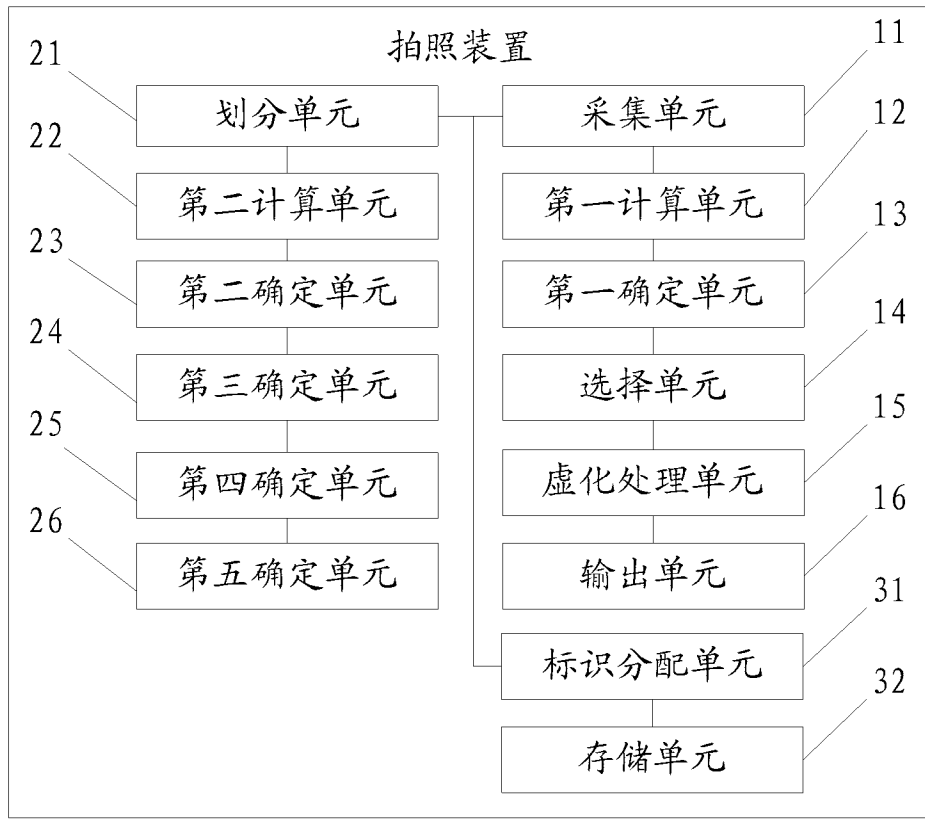 拍照装置
21
划分单元
采集单元
11
22
第二计算单元
第一计算单元
12
23
第二确定单元
第一确定单元
13
24
第三确定单元
选择单元
14
25
第四确定单元
虚化处理单元
15
26
第五确定单元
输出单元
16
标识分配单元
31
存储单元
32